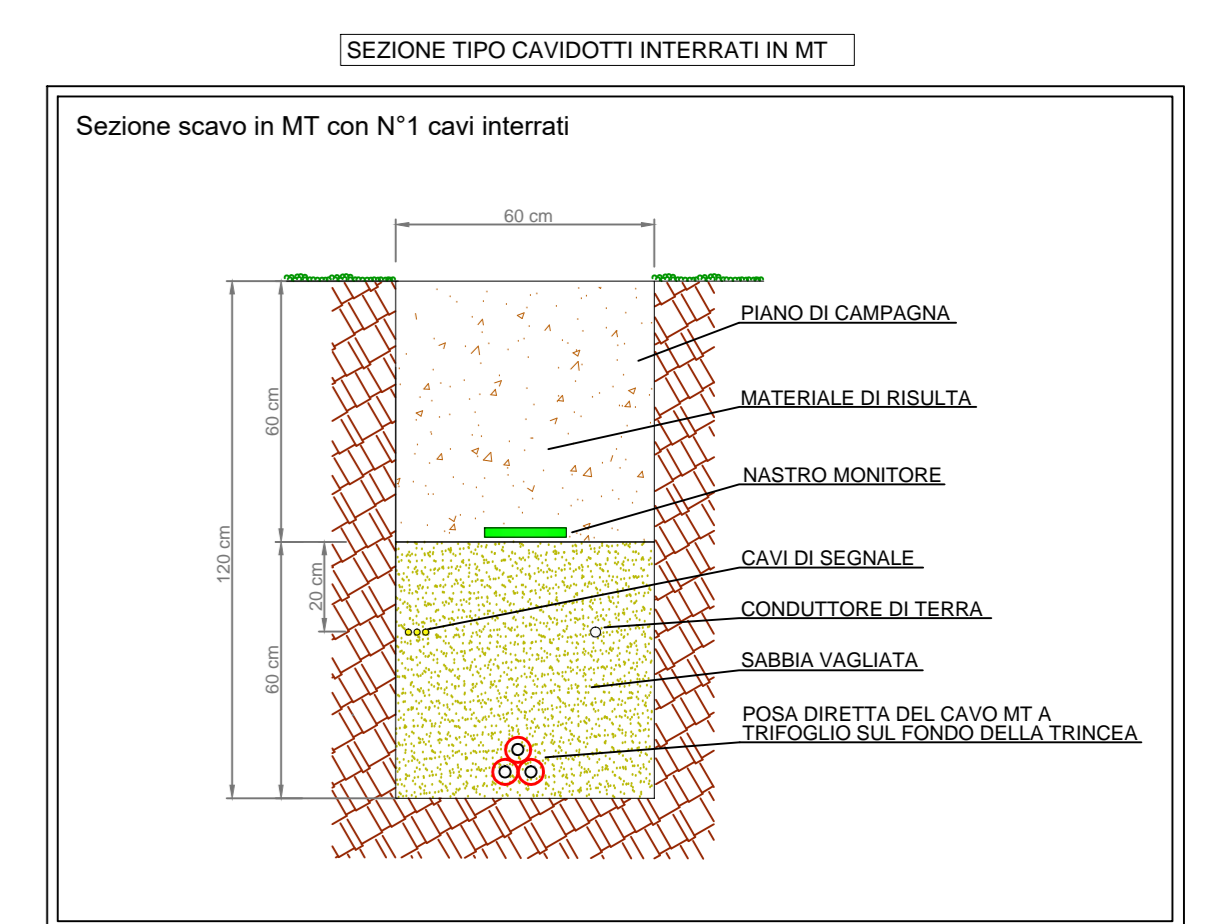 SEZIONE TIPO CAVIDOTTI INTERRATI IN MT
Sezione scavo in MT con N°1 cavi interrati
60 cm
PIANO DI CAMPAGNA
MATERIALE DI RISULTA
60 cm
NASTRO MONITORE
120 cm
CAVI DI SEGNALE
20 cm
CONDUTTORE DI TERRA
SABBIA VAGLIATA
60 cm
POSA DIRETTA DEL CAVO MT A
TRIFOGLIO SUL FONDO DELLA TRINCEA